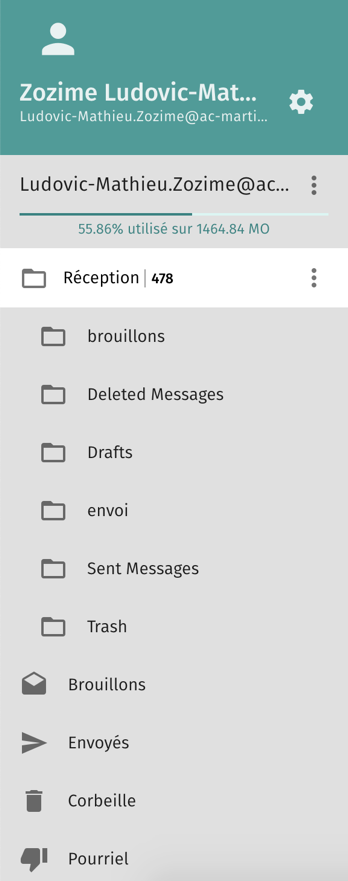 Zozime Ludovic-Mat...
Ludovic-Mathieu.Zozime@ac-marti...
Ludovic-Mathieu.Zozime@ac...
55.86% utilisé sur 1464.84 MO
Réception | 478
brouillons
Deleted Messages
Drafts
envoi
Sent Messages
Trash
Brouillons
Envoyés
Corbeille
Pourriel